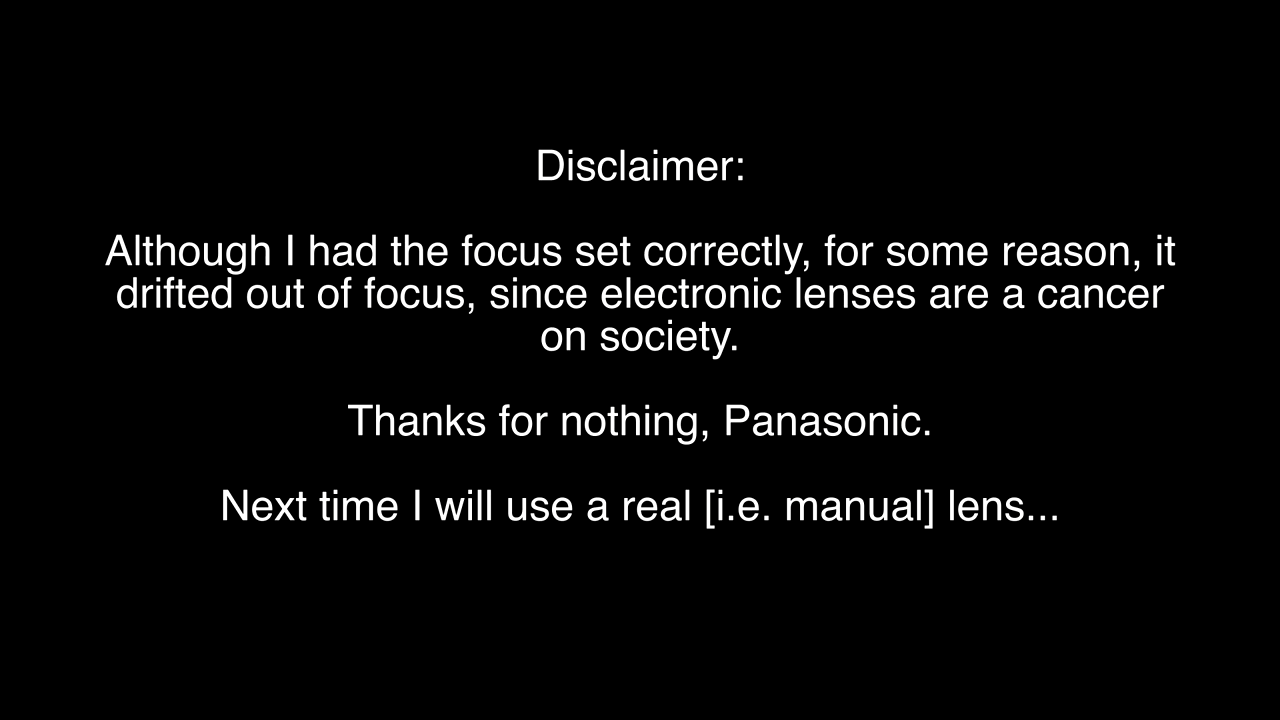 Disclaimer:
Although I had the focus set correctly, for some reason, it
drifted out of focus, since electronic lenses are a cancer
on society.
Thanks for nothing, Panasonic.
Next time I will use a real [i.e. manual] lens...